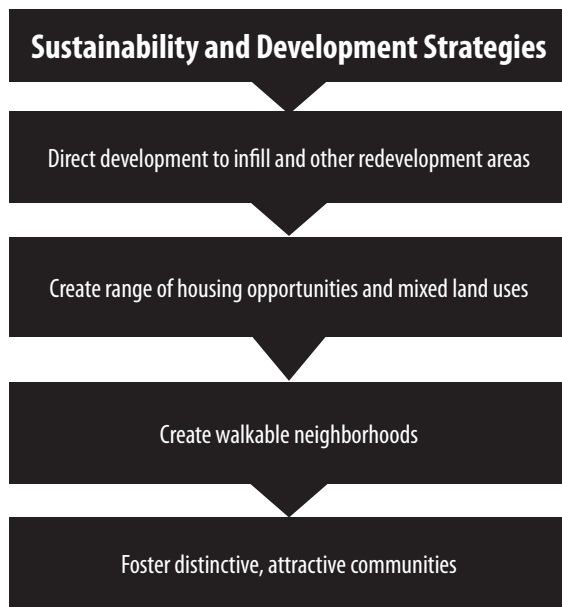 Sustainability and Development Strategies
Direct development to infill and other redevelopment areas
Create range of housing opportunities and mixed land uses
Create walkable neighborhoods
Foster distinctive, attractive communities